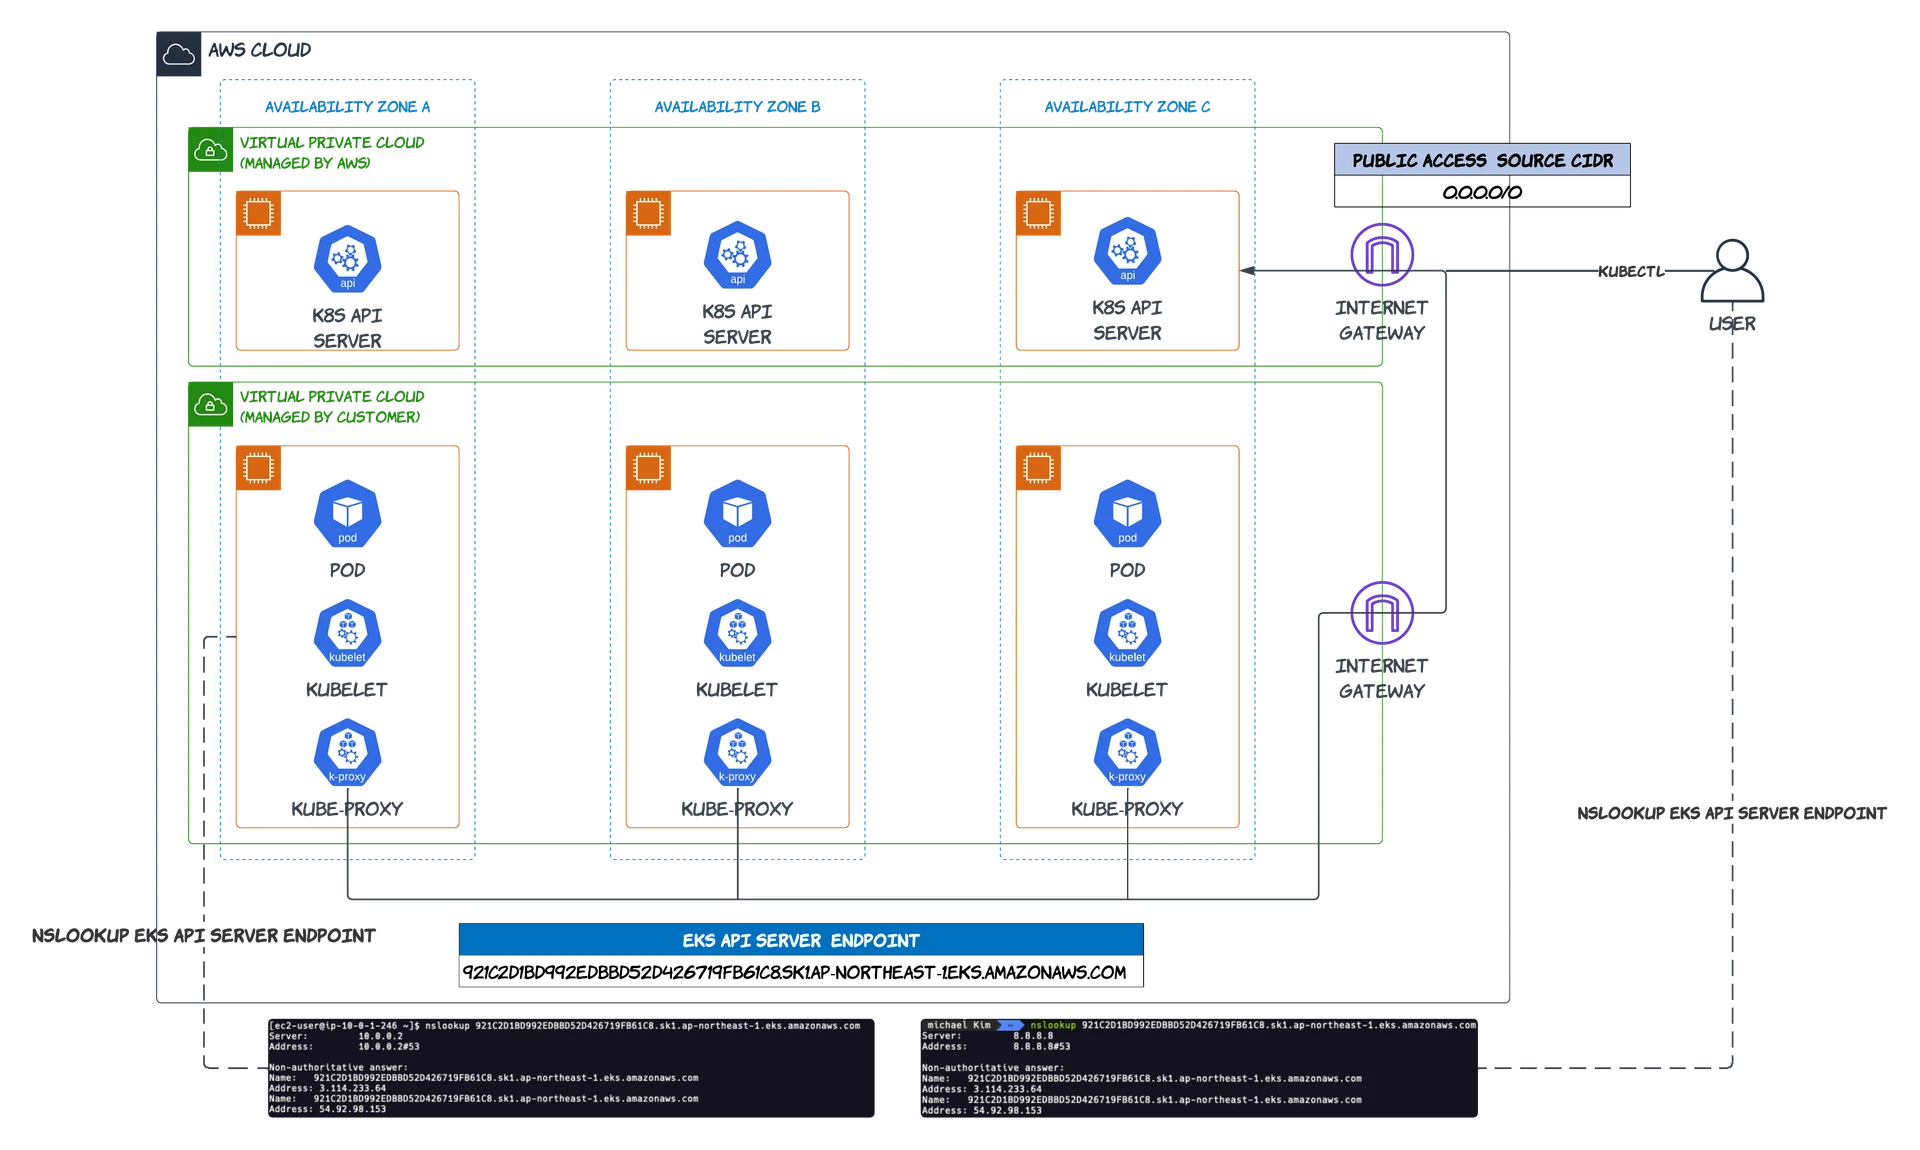 AWS CLOUD
AVAILABILITY ZONE A
AVAILABILITY ZONE B
AVAILABILITY ZONE C
VIRTUAL PRIVATE CLOUD
(MANAGED BY AWS)
PUBLIC ACCESS SOURCE CIDR
0.0.0.0/0
api
K8S API
SERVER
api
K8S API
SERVER
api
K8S API
SERVER
INTERNET
GATEWAY
KUBECTL
USER
VIRTUAL PRIVATE CLOUD
(MANAGED BY CUSTOMER)
pod
POD
kubelet
KUBELET
k-proxy
KUBE-PROXY
pod
POD
kubelet
KUBELET
k-proxy
KUBE-PROXY
pod
POD
kubelet
KUBELET
k-proxy
KUBE-PROXY
INTERNET
GATEWAY
NSLOOKUP EKS API SERVER ENDPOINT
NSLOOKUP EKS API SERVER ENDPOINT
EKS API SERVER ENDPOINT
921C2D1BD992EDBBD52D426719FB61C8.SK1.AP-NORTHEAST-1.EKS.AMAZONAWS.COM
[ec2-user@ip-10-0-1-246 ~]$ nslookup 921C2D1BD992EDBBD52D426719FB61C8.sk1.ap-northeast-1.eks.amazonaws.com
Server: 10.0.0.2
Address: 10.0.0.2#53
Non-authoritative answer:
Name: 921C2D1BD992EDBBD52D426719FB61C8.sk1.ap-northeast-1.eks.amazonaws.com
Address: 3.114.233.64
Name: 921C2D1BD992EDBBD52D426719FB61C8.sk1.ap-northeast-1.eks.amazonaws.com
Address: 54.92.98.153
michael Kim ~ nslookup 921C2D1BD992EDBBD52D426719FB61C8.sk1.ap-northeast-1.eks.amazonaws.com
Server: 8.8.8.8
Address: 8.8.8.8#53
Non-authoritative answer:
Name: 921C2D1BD992EDBBD52D426719FB61C8.sk1.ap-northeast-1.eks.amazonaws.com
Address: 3.114.233.64
Name: 921C2D1BD992EDBBD52D426719FB61C8.sk1.ap-northeast-1.eks.amazonaws.com
Address: 54.92.98.153